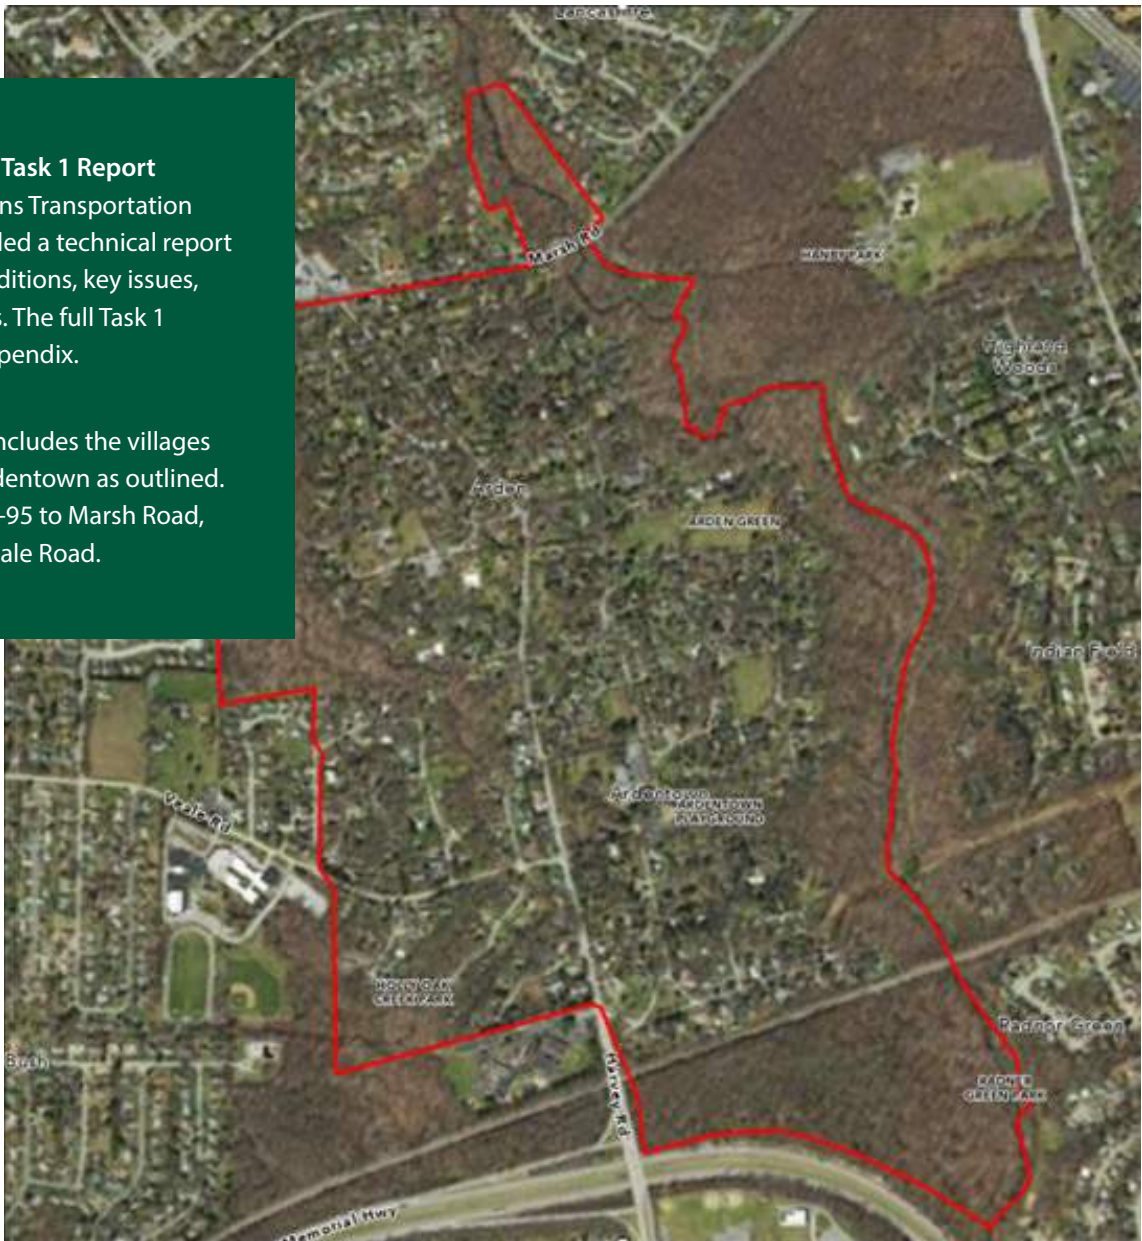 Task 1 Report
ns Transportation
led a technical report
ditions, key issues,
s. The full Task 1
pendix.
ncludes the villages
dentown as outlined.
-95 to Marsh Road,
ale Road.
Marsh Rd
HANBY PARK
Highland
Woods
Arden
ARDEN GREEN
Indian Field
Ardentown
ARDENTOWN
PLAYGROUND
Veale Rd
HOLLY OAK
CREEK PARK
Radnor Green
RADNOR
GREEN PARK
Bush
Harvey Rd
Memorial Hwy